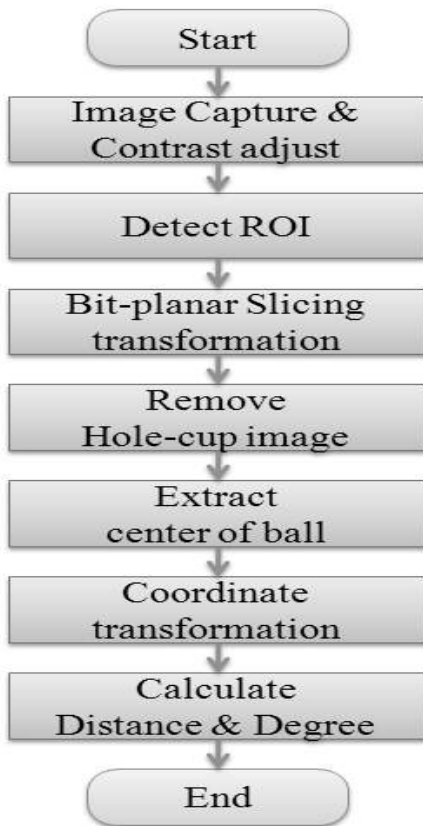 Start
Image Capture &
Contrast adjust
Detect ROI
Bit-planar Slicing
transformation
Remove
Hole-cup image
Extract
center of ball
Coordinate
transformation
Calculate
Distance & Degree
End